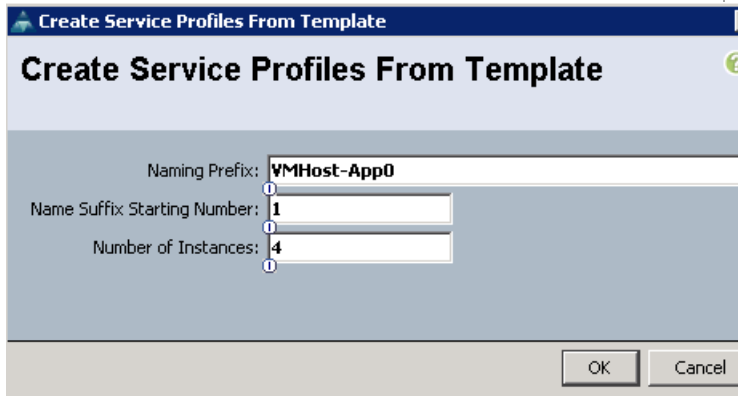 Create Service Profiles From Template
Create Service Profiles From Template
?
Naming Prefix: VMHost-App0
Name Suffix Starting Number: 1
Number of Instances: 4
OK Cancel